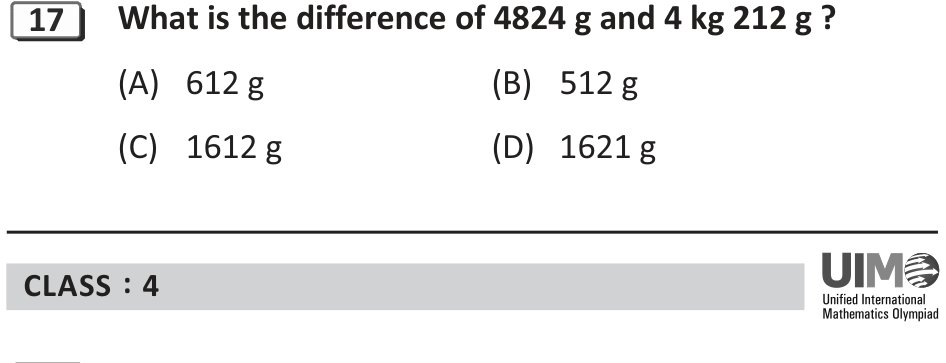 17 What is the difference of 4824 g and 4 kg 212 g ?
(A) 612 g (B) 512 g
(C) 1612 g (D) 1621 g
CLASS : 4
UIMO
Unified International
Mathematics Olympiad